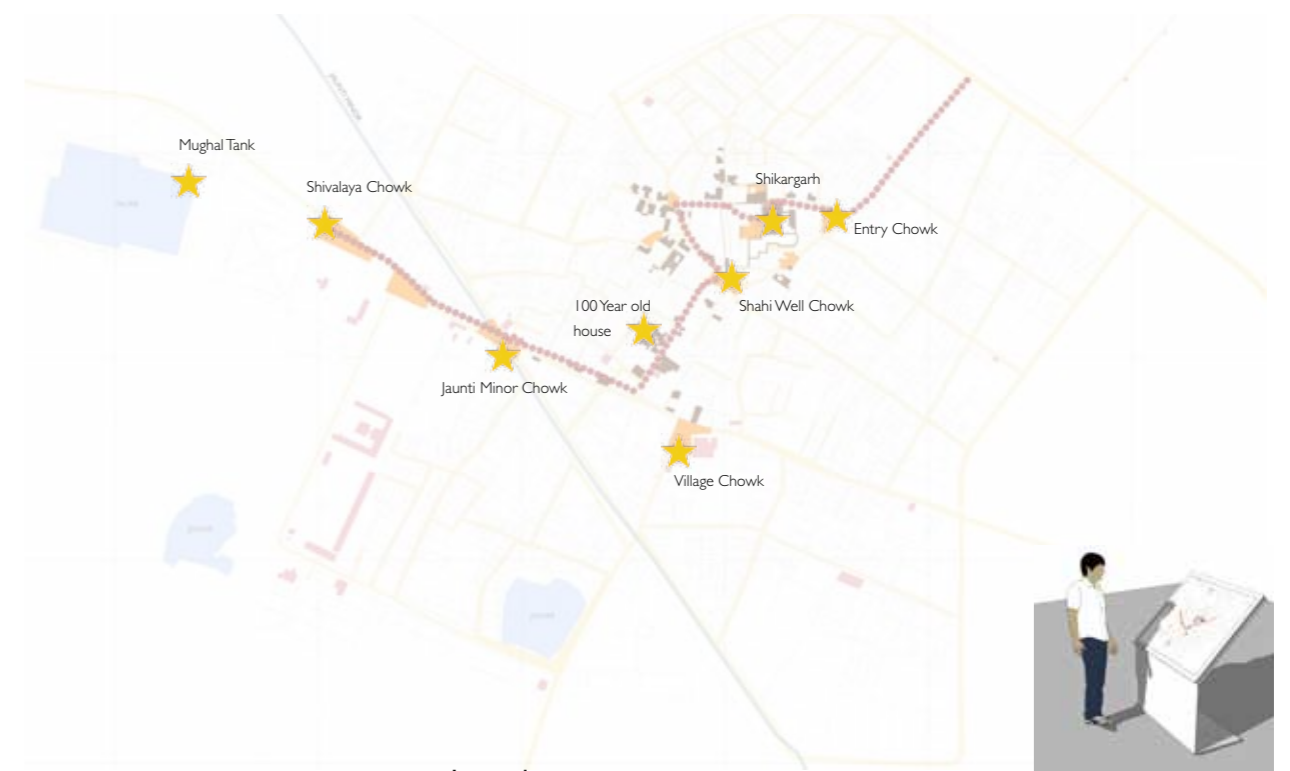 Mughal Tank
Shivalaya Chowk
Shikargarh
Entry Chowk
100 Year old
house
Shahi Well Chowk
Jaunti Minor Chowk
Village Chowk